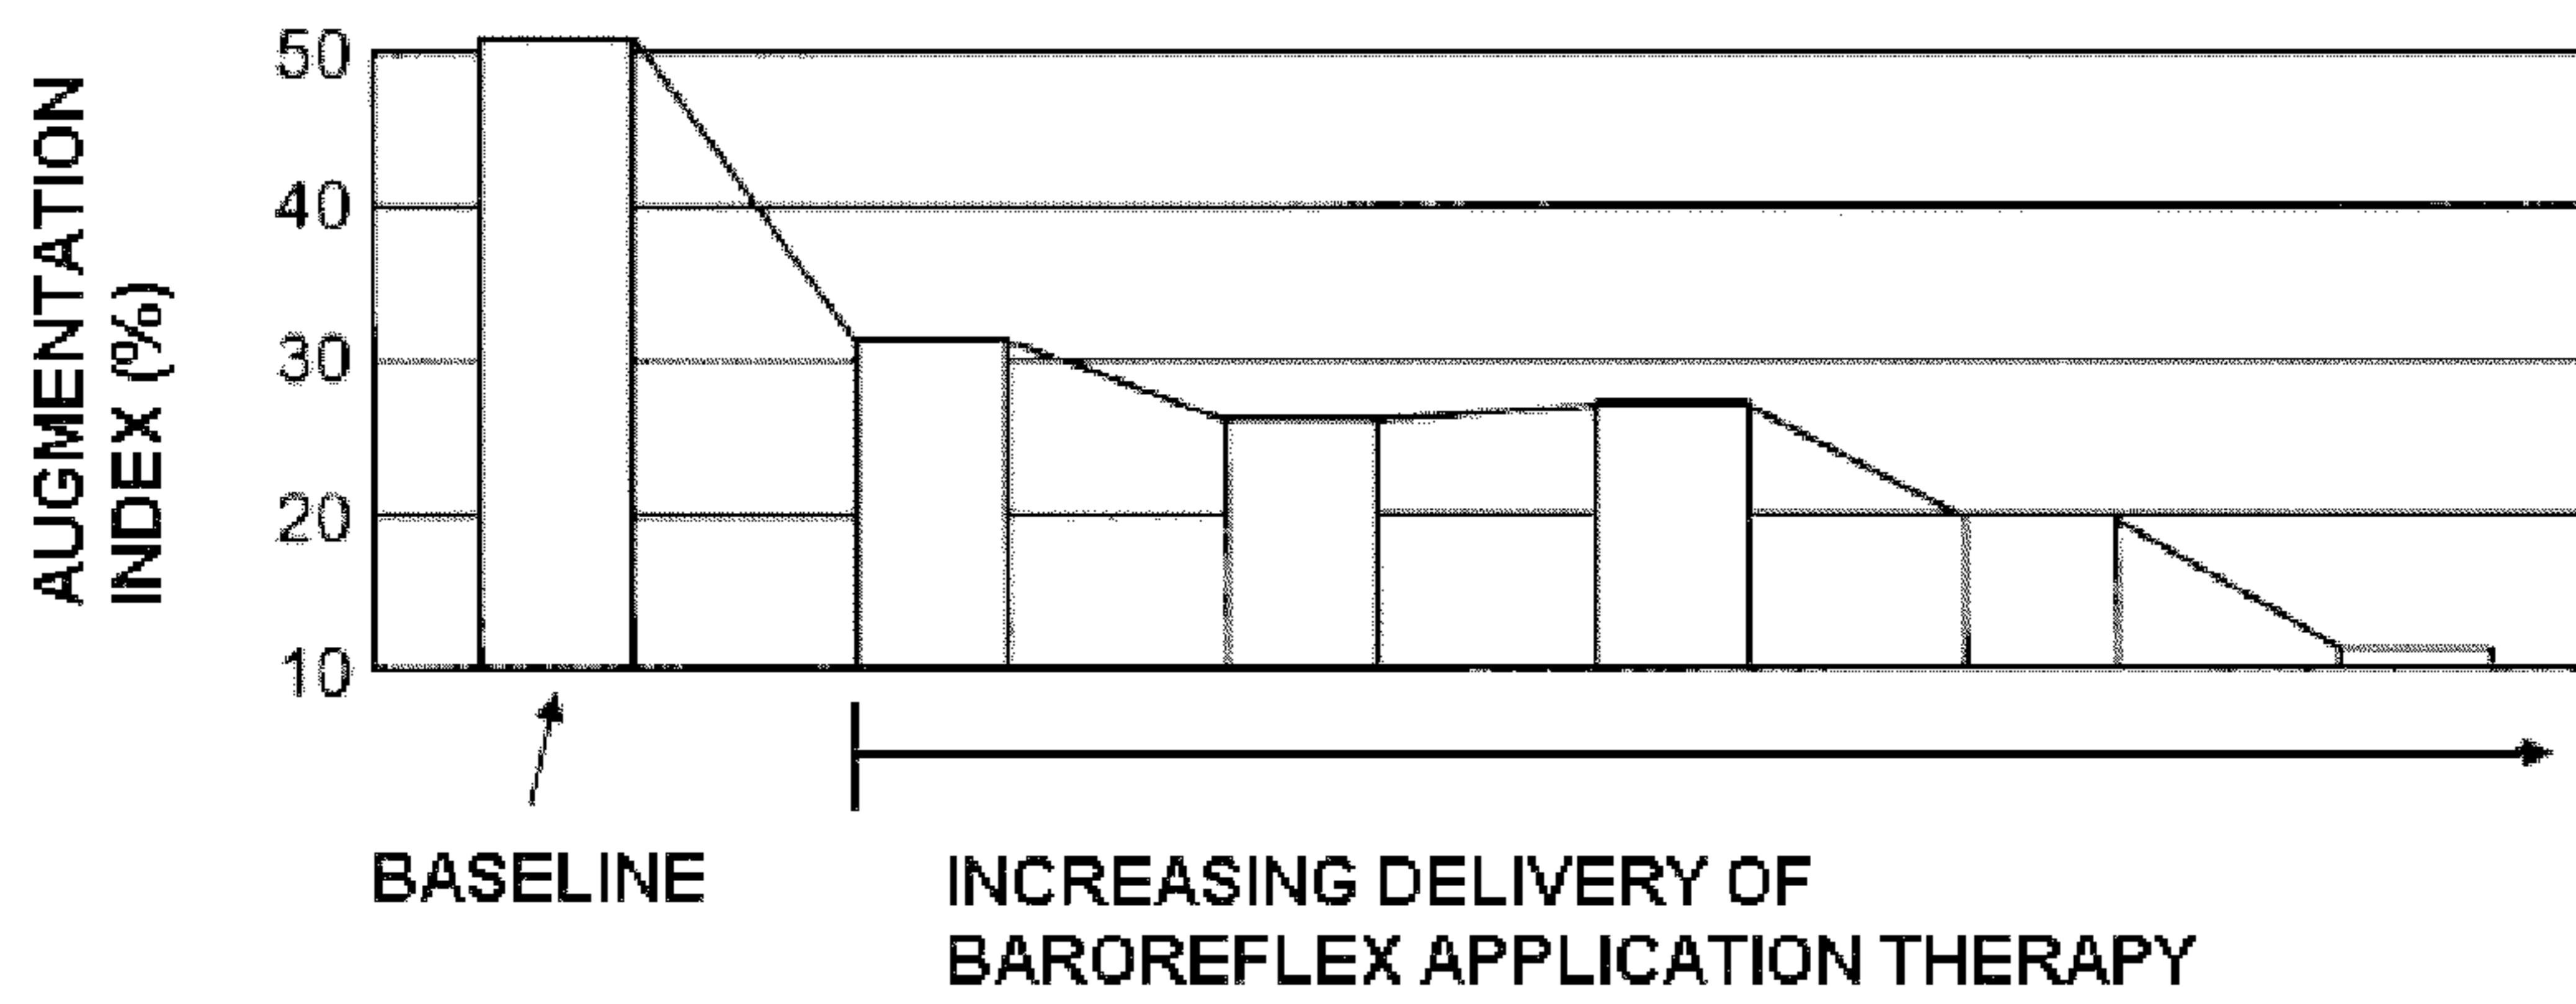 AUGMENTATION
INDEX (%)
50
40
30
20
10
BASELINE
INCREASING DELIVERY OF
BAROREFLEX APPLICATION THERAPY